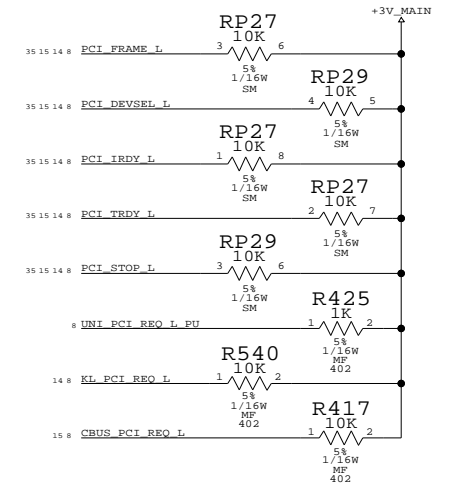 +3V_MAIN
RP27
10K
35 15 14 8 PCI_FRAME_L 3 6
5%
1/16W
SM
RP29
10K
35 15 14 8 PCI_DEVSEL_L 4 5
5%
1/16W
SM
RP27
10K
35 15 14 8 PCI_IRDY_L 1 8
5%
1/16W
SM
RP27
10K
35 15 14 8 PCI_TRDY_L 2 7
5%
1/16W
SM
RP29
10K
35 15 14 8 PCI_STOP_L 3 6
5%
1/16W
SM
R425
1K
8 UNI_PCI_REQ_L_PU 1 2
5%
1/16W
MF
402
R540
10K
14 8 KL_PCI_REQ_L 1 2
5%
1/16W
MF
402
R417
10K
15 8 CBUS_PCI_REQ_L 1 2
5%
1/16W
MF
402